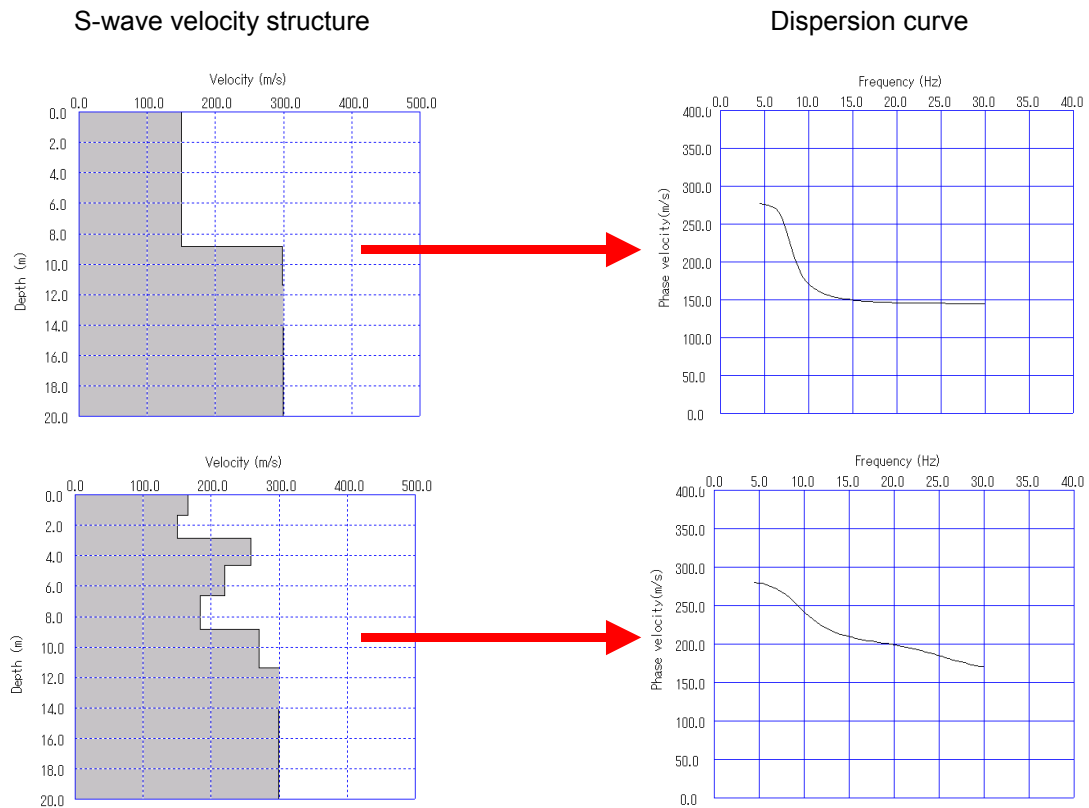 S-wave velocity structure
Dispersion curve
Velocity (m/s)
0.0 100.0 200.0 300.0 400.0 500.0
Depth (m)
0.0
2.0
4.0
6.0
8.0
10.0
12.0
14.0
16.0
18.0
20.0
Frequency (Hz)
0.0 5.0 10.0 15.0 20.0 25.0 30.0 35.0 40.0
Phase velocity(m/s)
400.0
350.0
300.0
250.0
200.0
150.0
100.0
50.0
0.0
Velocity (m/s)
0.0 100.0 200.0 300.0 400.0 500.0
Depth (m)
0.0
2.0
4.0
6.0
8.0
10.0
12.0
14.0
16.0
18.0
20.0
Frequency (Hz)
0.0 5.0 10.0 15.0 20.0 25.0 30.0 35.0 40.0
Phase velocity(m/s)
400.0
350.0
300.0
250.0
200.0
150.0
100.0
50.0
0.0